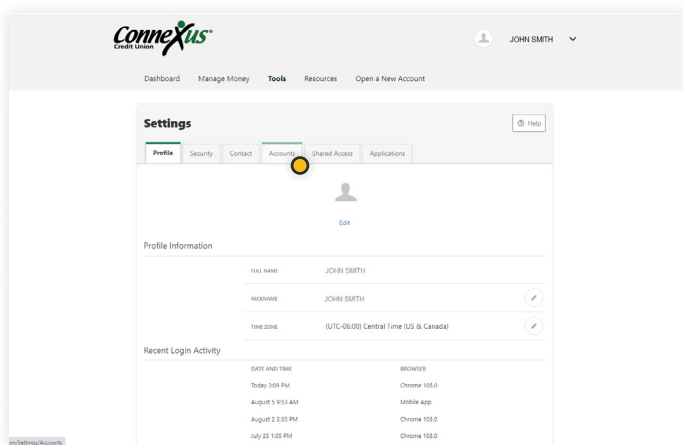 Connexus®
Credit Union
JOHN SMITH
Dashboard Manage Money Tools Resources Open a New Account
Settings
Help
Profile Security Contact Accounts Shared Access Applications
Edit
Profile Information
FULL NAME JOHN SMITH
NICKNAME JOHN SMITH
TIME ZONE (UTC-06:00) Central Time (US & Canada)
Recent Login Activity
DATE AND TIME BROWSER
Today 3:09 PM Chrome 105.0
August 5 9:53 AM Mobile App
August 2 3:35 PM Chrome 103.0
July 25 1:05 PM Chrome 103.0
om/Settings/Accounts